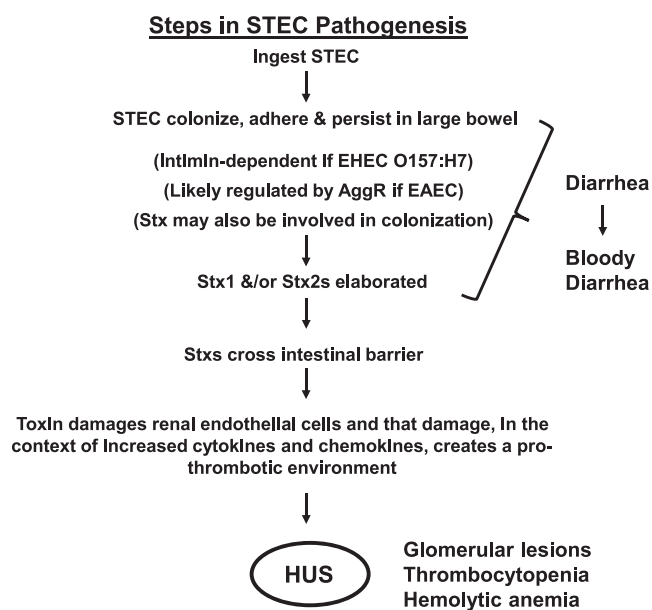 Steps in STEC Pathogenesis
Ingest STEC
STEC colonize, adhere & persist in large bowel
(IntImIn-dependent If EHEC O157:H7)
(Likely regulated by AggR if EAEC)
(Stx may also be involved in colonization)
Stx1 &/or Stx2s elaborated
Diarrhea
Bloody
Diarrhea
Stxs cross intestinal barrier
ToxIn damages renal endothelIal cells and that damage, In the
context of Increased cytokInes and chemokInes, creates a pro-
thrombotic environment
HUS
Glomerular lesions
Thrombocytopenia
Hemolytic anemia